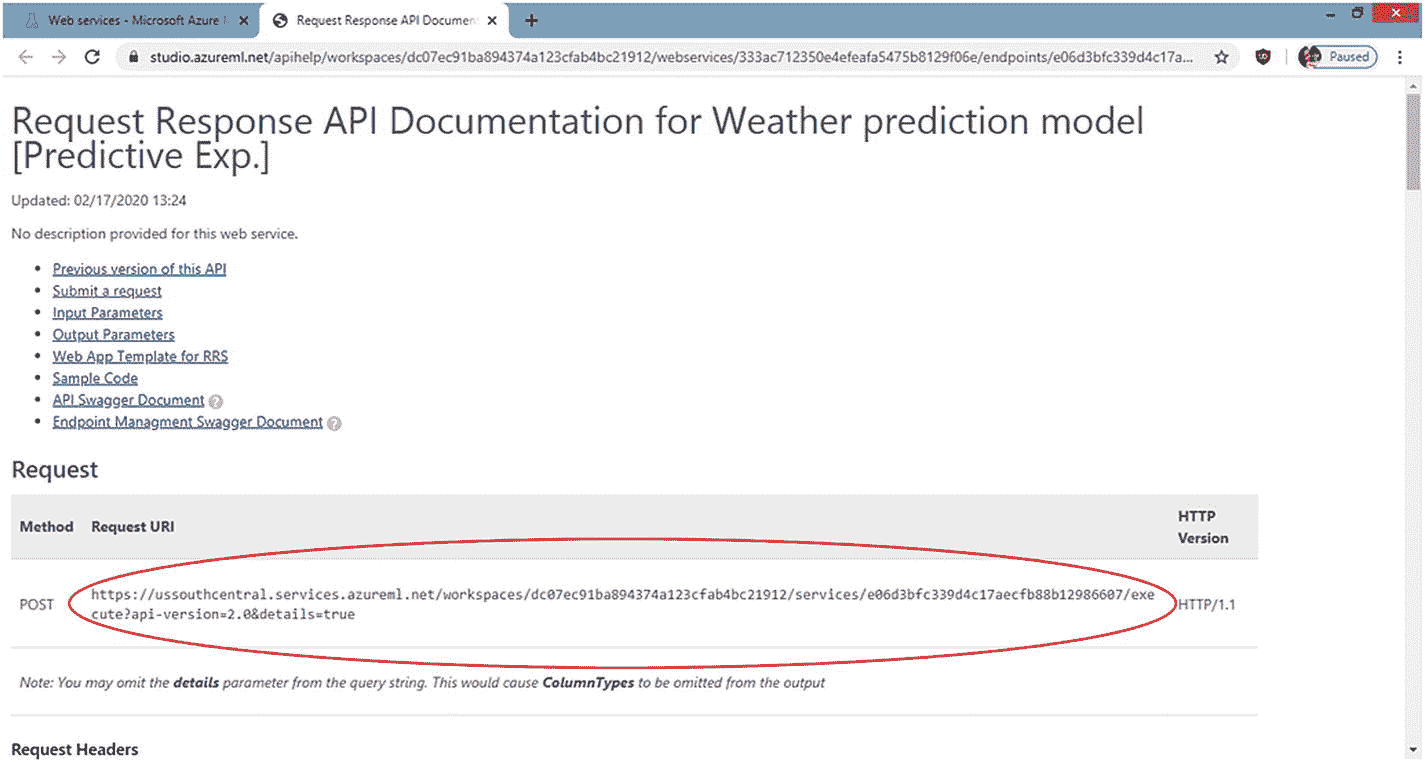 Web services - Microsoft Azure
Request Response API Documen
studio.azureml.net/apihelp/workspaces/dc07ec91ba894374a123cfab4bc21912/webservices/333ac712350e4efeafa5475b8129f06e/endpoints/e06d3bfc339d4c17a...
Paused
Request Response API Documentation for Weather prediction model
[Predictive Exp.]
Updated: 02/17/2020 13:24
No description provided for this web service.
• Previous version of this API
• Submit a request
• Input Parameters
• Output Parameters
• Web App Template for RRS
• Sample Code
• API Swagger Document ?
• Endpoint Managment Swagger Document ?
Request
Method Request URI HTTP
Version
POST https://ussouthcentral.services.azureml.net/workspaces/dc07ec91ba894374a123cfab4bc21912/services/e06d3bfc339d4c17aecfb88b12986607/exe
cute?api-version=2.0&details=true HTTP/1.1
Note: You may omit the details parameter from the query string. This would cause ColumnTypes to be omitted from the output
Request Headers